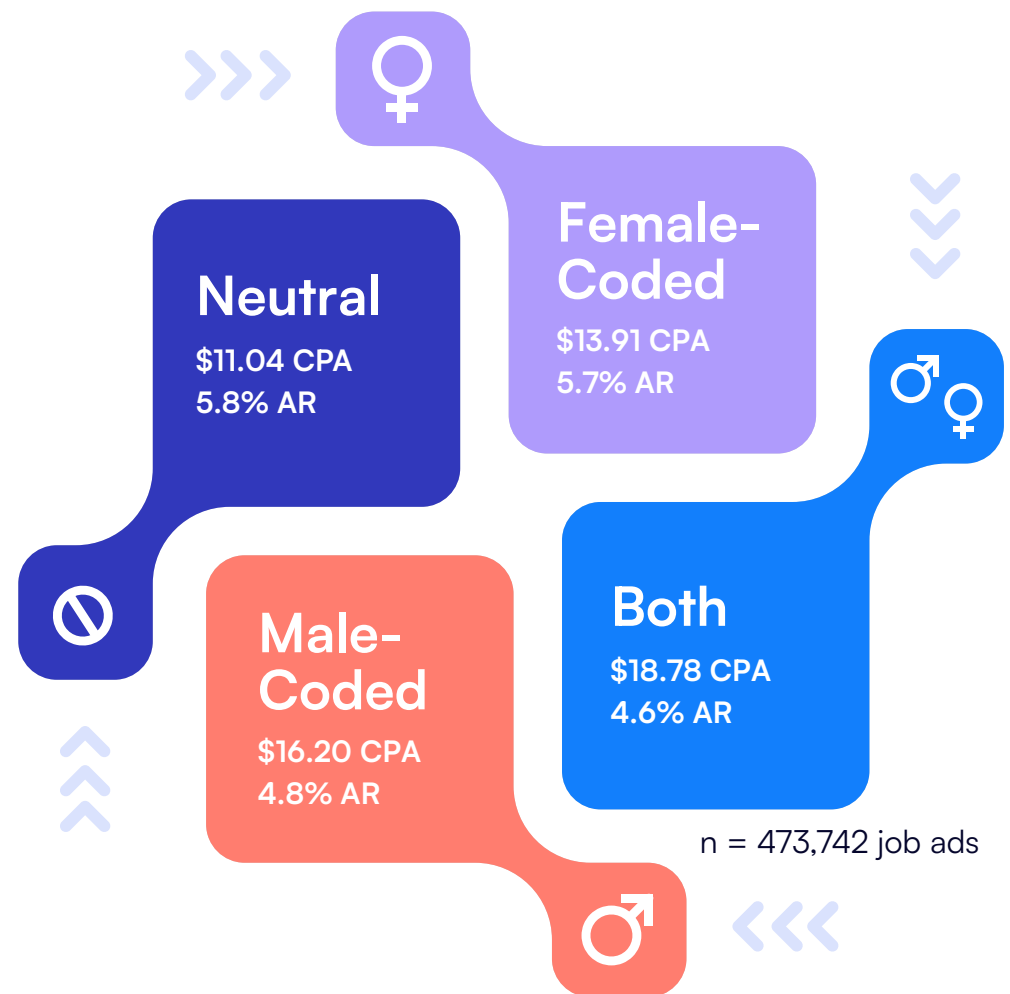 Neutral
$11.04 CPA
5.8% AR
Female-
Coded
$13.91 CPA
5.7% AR
Male-
Coded
$16.20 CPA
4.8% AR
Both
$18.78 CPA
4.6% AR
n = 473,742 job ads